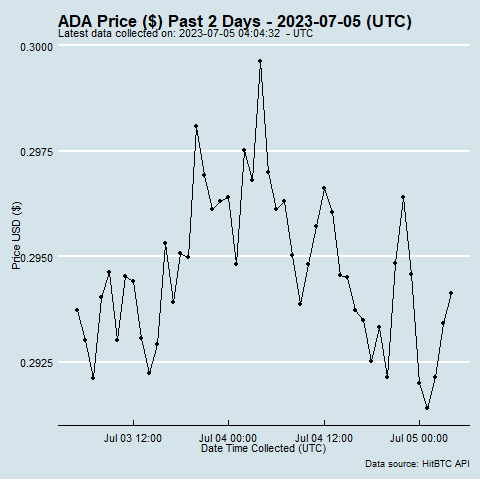 ADA Price ($) Past 2 Days - 2023-07-05 (UTC)
Latest data collected on: 2023-07-05 04:04:32 - UTC
0.3000
0.2975
0.2950
0.2925
Price USD ($)
Jul 03 12:00 Jul 04 00:00 Jul 04 12:00 Jul 05 00:00
Date Time Collected (UTC)
Data source: HitBTC API